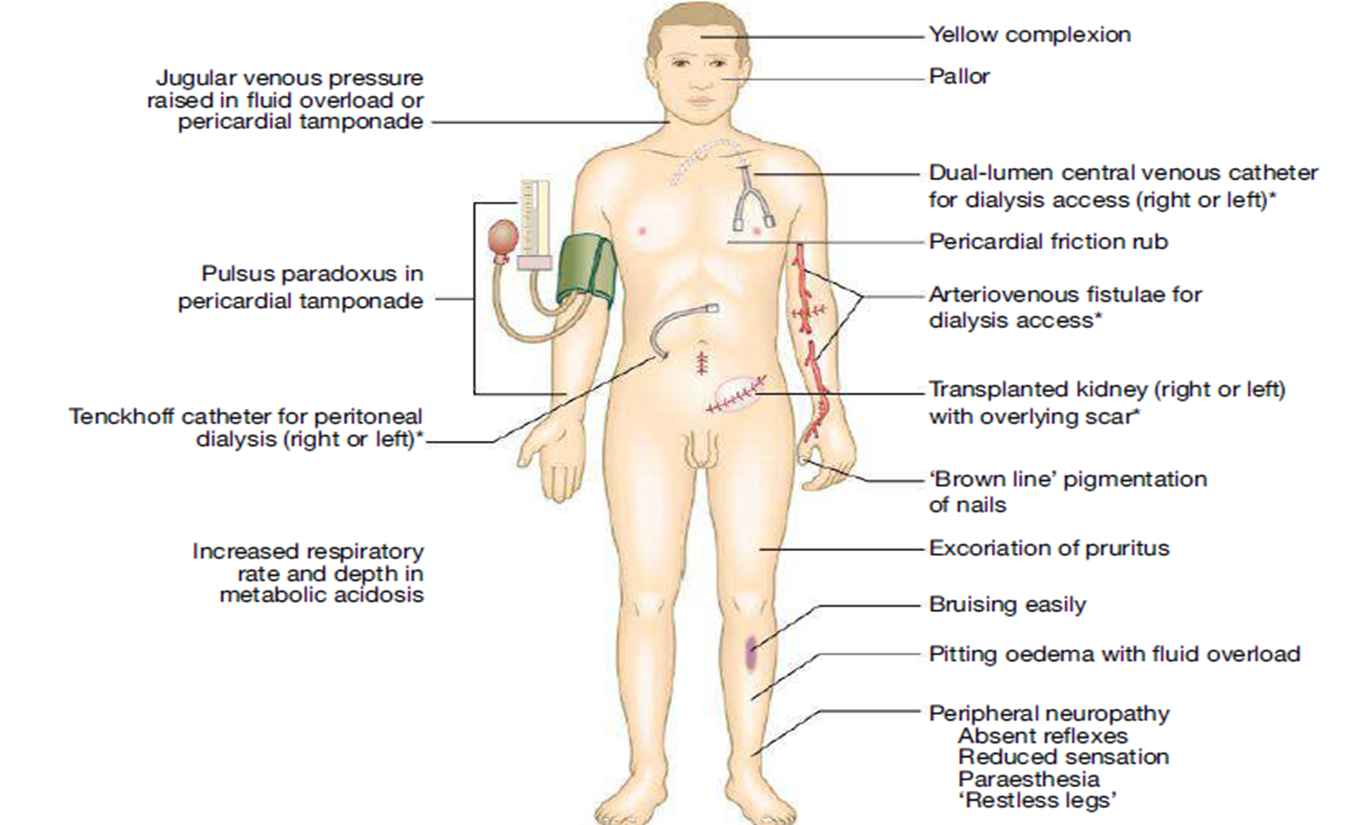 Jugular venous pressure
raised in fluid overload or
pericardial tamponade
Pulsus paradoxus in
pericardial tamponade
Tenckhoff catheter for peritoneal
dialysis (right or left)*
Increased respiratory
rate and depth in
metabolic acidosis
Yellow complexion
Pallor
Dual-lumen central venous catheter
for dialysis access (right or left)*
Pericardial friction rub
Arteriovenous fistulae for
dialysis access*
Transplanted kidney (right or left)
with overlying scar*
‘Brown line’ pigmentation
of nails
Excoriation of pruritus
Bruising easily
Pitting oedema with fluid overload
Peripheral neuropathy
Absent reflexes
Reduced sensation
Paraesthesia
‘Restless legs’